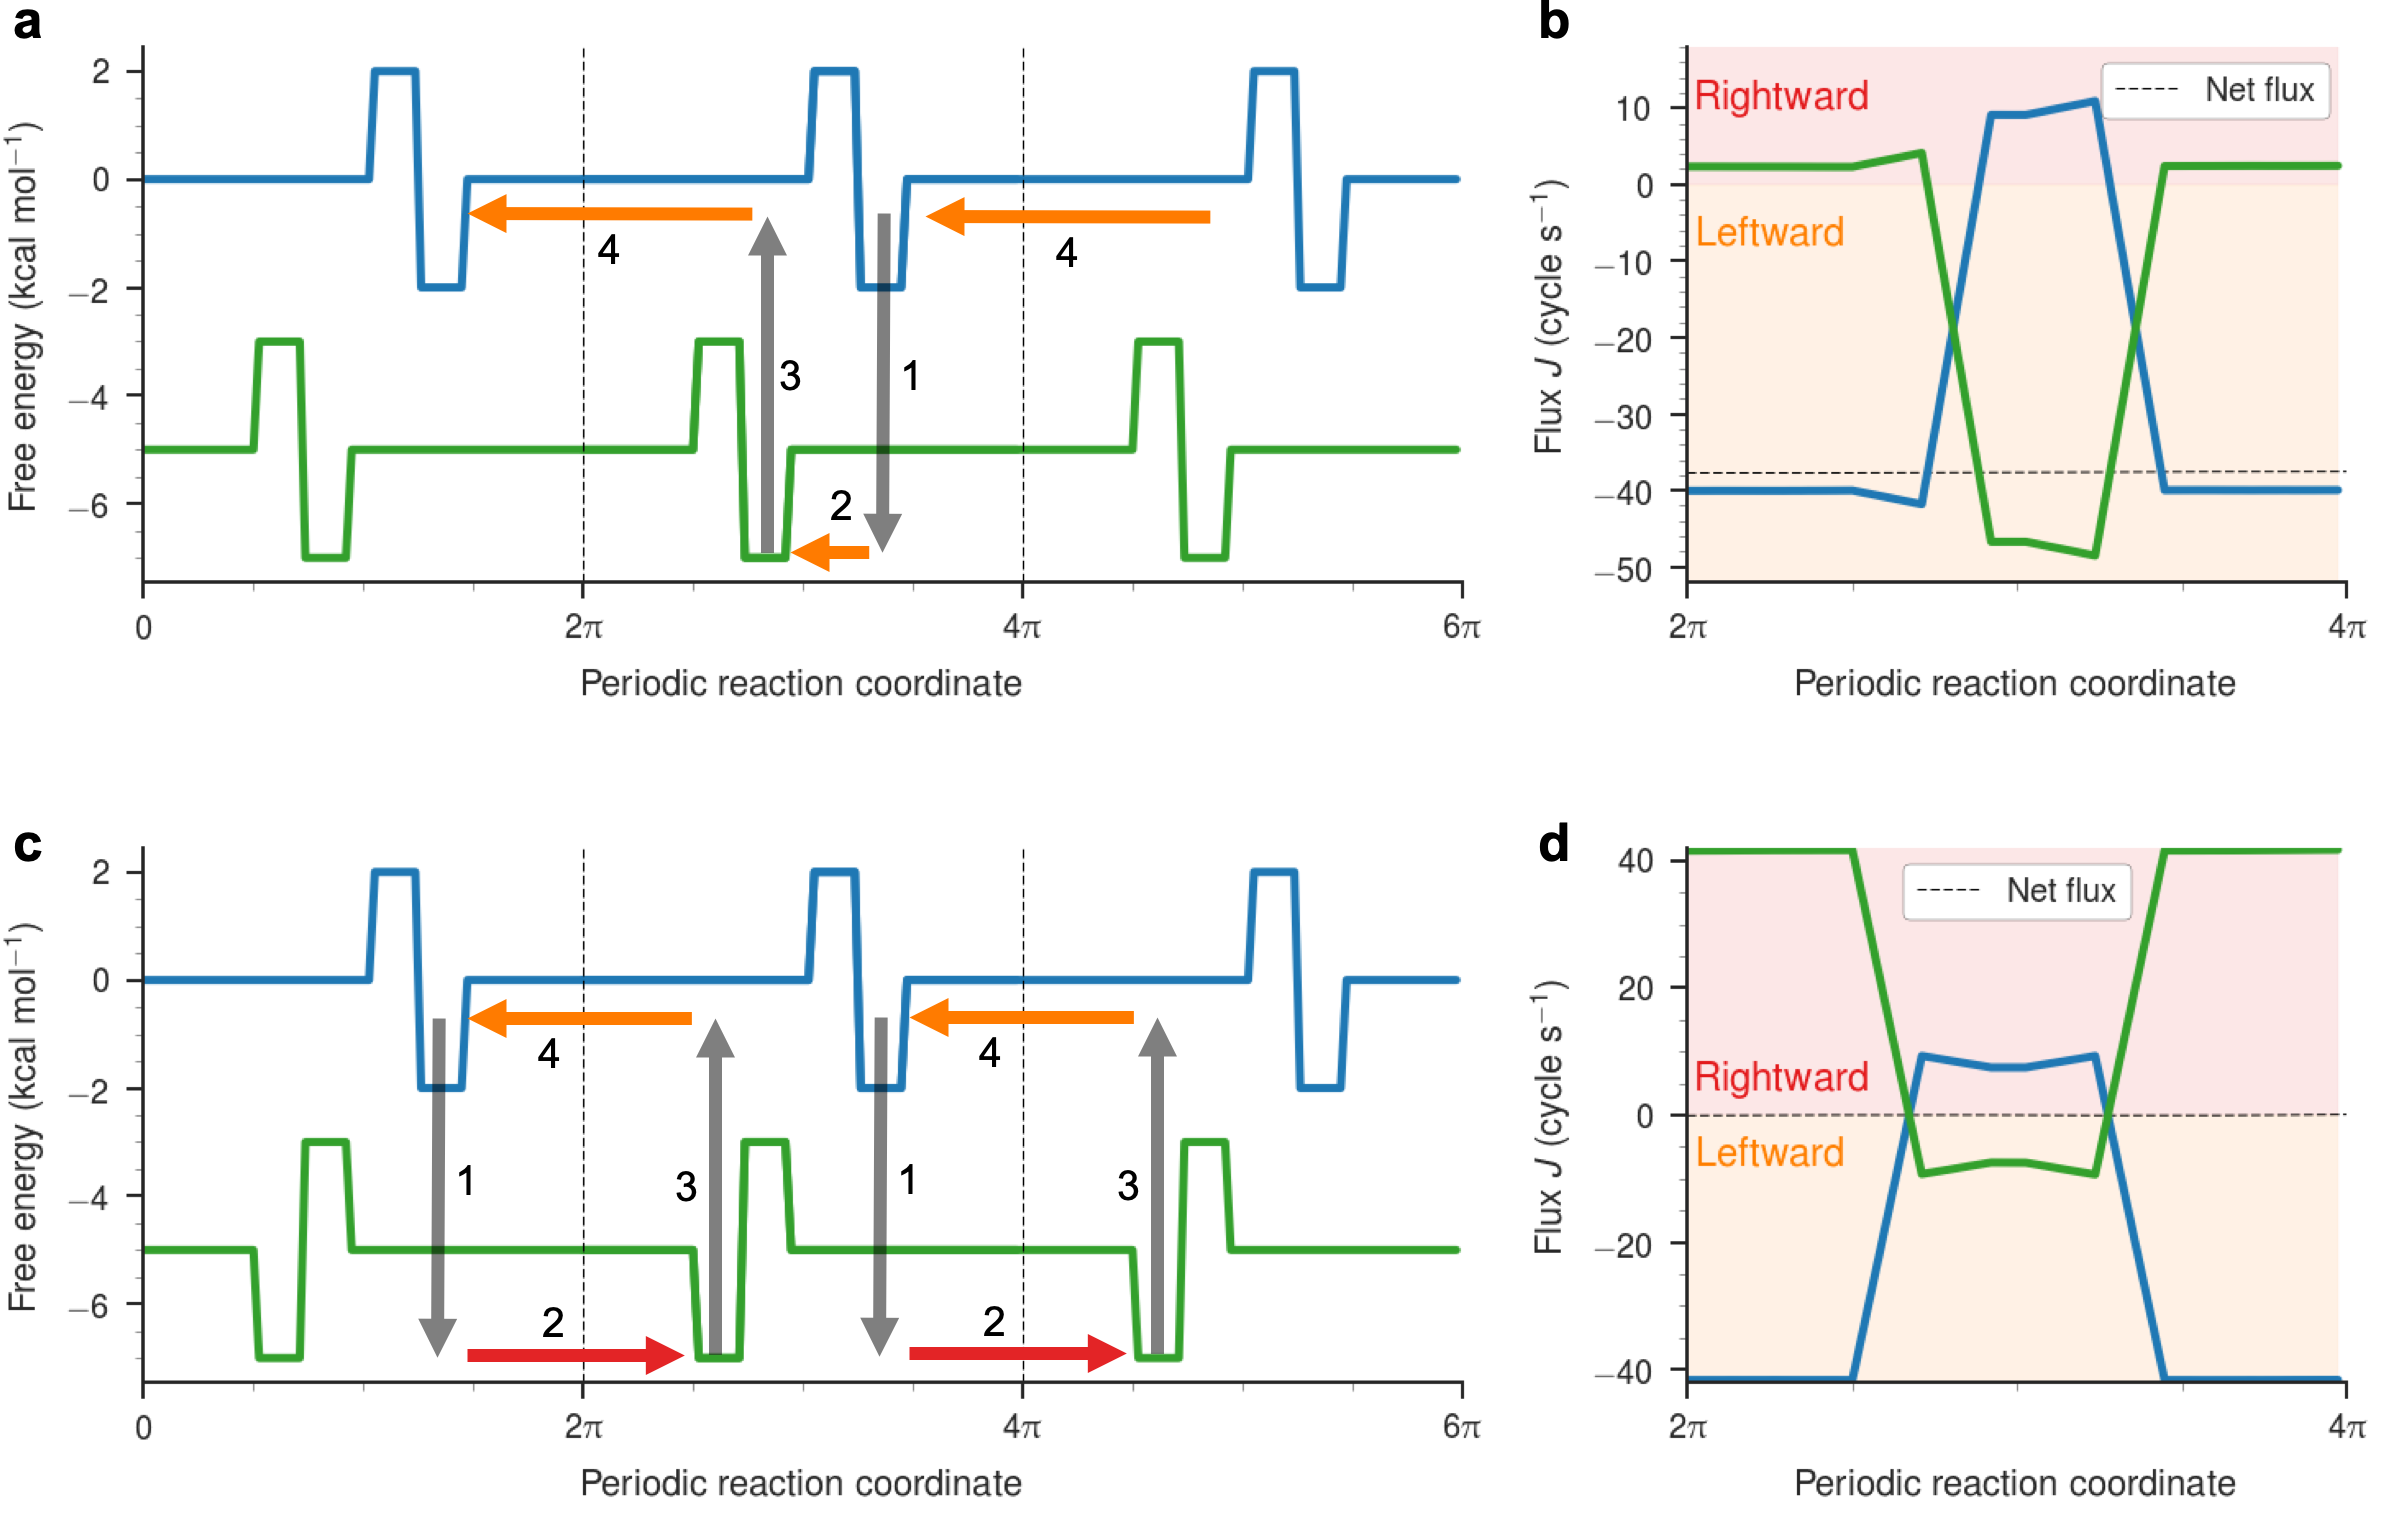 a
Free energy (kcal mol⁻¹)
2
0
−2
−4
−6
4
3
1
2
4
0
2π
4π
6π
Periodic reaction coordinate
b
Flux J (cycle s⁻¹)
10
0
−10
−20
−30
−40
−50
Rightward
Leftward
Net flux
2π
4π
Periodic reaction coordinate
c
Free energy (kcal mol⁻¹)
2
0
−2
−4
−6
1
2
3
4
1
2
3
4
0
2π
4π
6π
Periodic reaction coordinate
d
Flux J (cycle s⁻¹)
40
20
0
−20
−40
Net flux
Rightward
Leftward
2π
4π
Periodic reaction coordinate